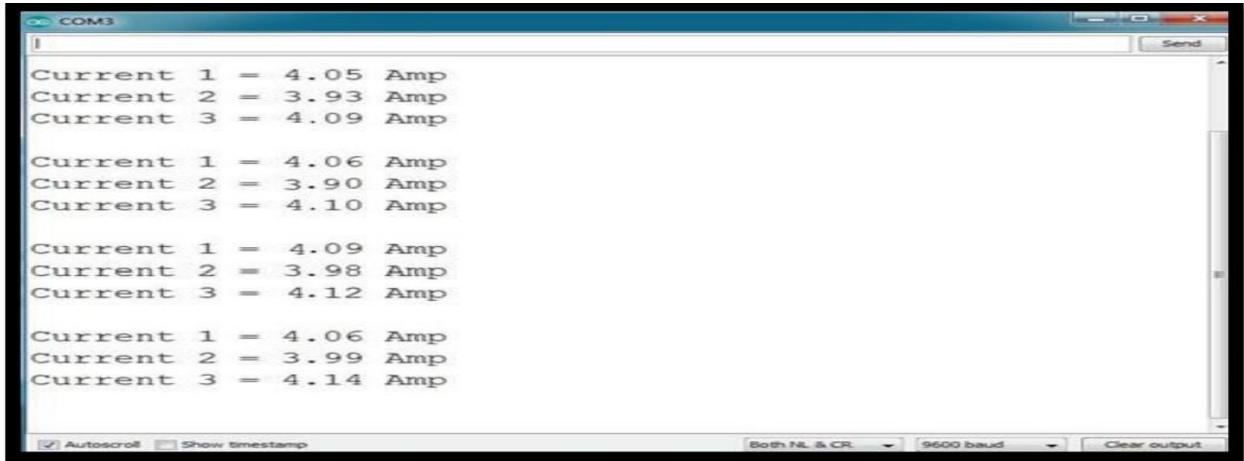 COM3
Send
Current 1 = 4.05 Amp
Current 2 = 3.93 Amp
Current 3 = 4.09 Amp
Current 1 = 4.06 Amp
Current 2 = 3.90 Amp
Current 3 = 4.10 Amp
Current 1 = 4.09 Amp
Current 2 = 3.98 Amp
Current 3 = 4.12 Amp
Current 1 = 4.06 Amp
Current 2 = 3.99 Amp
Current 3 = 4.14 Amp
Autoscroll Show timestamp Both NL & CR 9600 baud Clear output